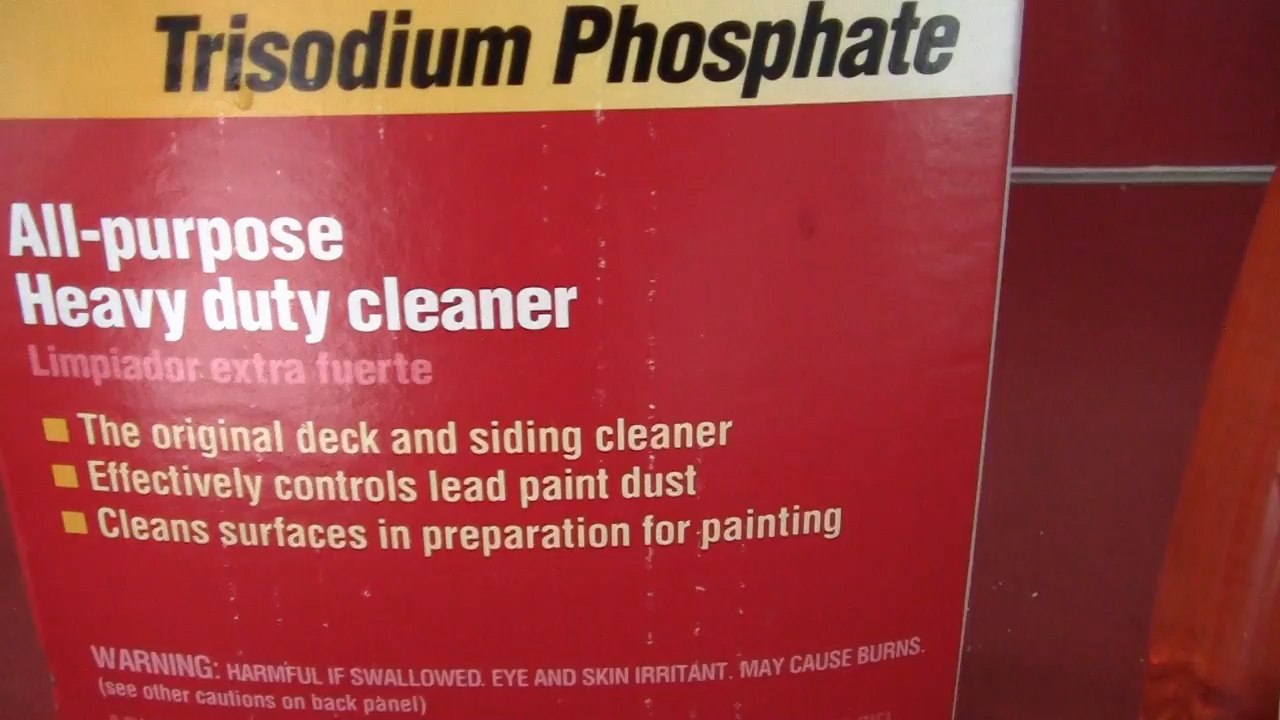 Trisodium Phosphate
All-purpose
Heavy duty cleaner
Limpiador extra fuerte
The original deck and siding cleaner
Effectively controls lead paint dust
Cleans surfaces in preparation for painting
WARNING: HARMFUL IF SWALLOWED. EYE AND SKIN IRRITANT. MAY CAUSE BURNS.
(see other cautions on back panel)